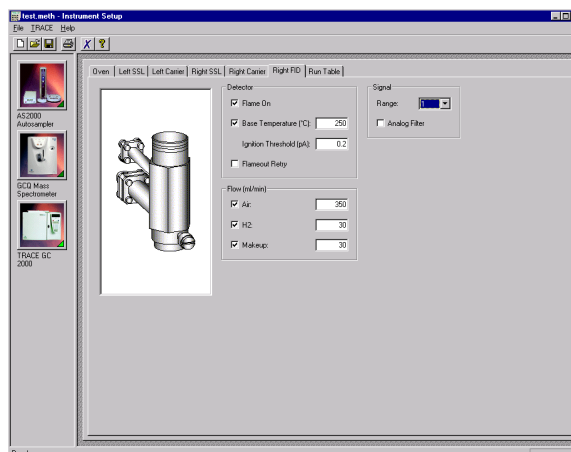 test.meth - Instrument Setup
File TRACE Help
AS2000
Autosampler
GCQ Mass
Spectrometer
TRACE GC
2000
Oven Left SSL Left Carrier Right SSL Right Carrier Right FID Run Table
Detector
Flame On
Base Temperature (°C): 250
Ignition Threshold (pA): 0.2
Flameout Retry
Flow (ml/min)
Air: 350
H2: 30
Makeup: 30
Signal
Range: 1
Analog Filter